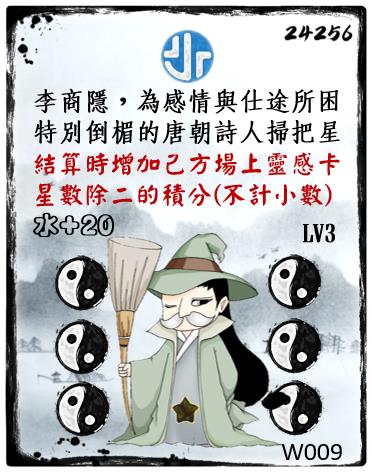 24256
李商隱，為感情與仕途所困
特別倒楣的唐朝詩人掃把星
結算時增加己方場上靈感卡
星數除二的積分(不計小數)
水+20
LV3
W009